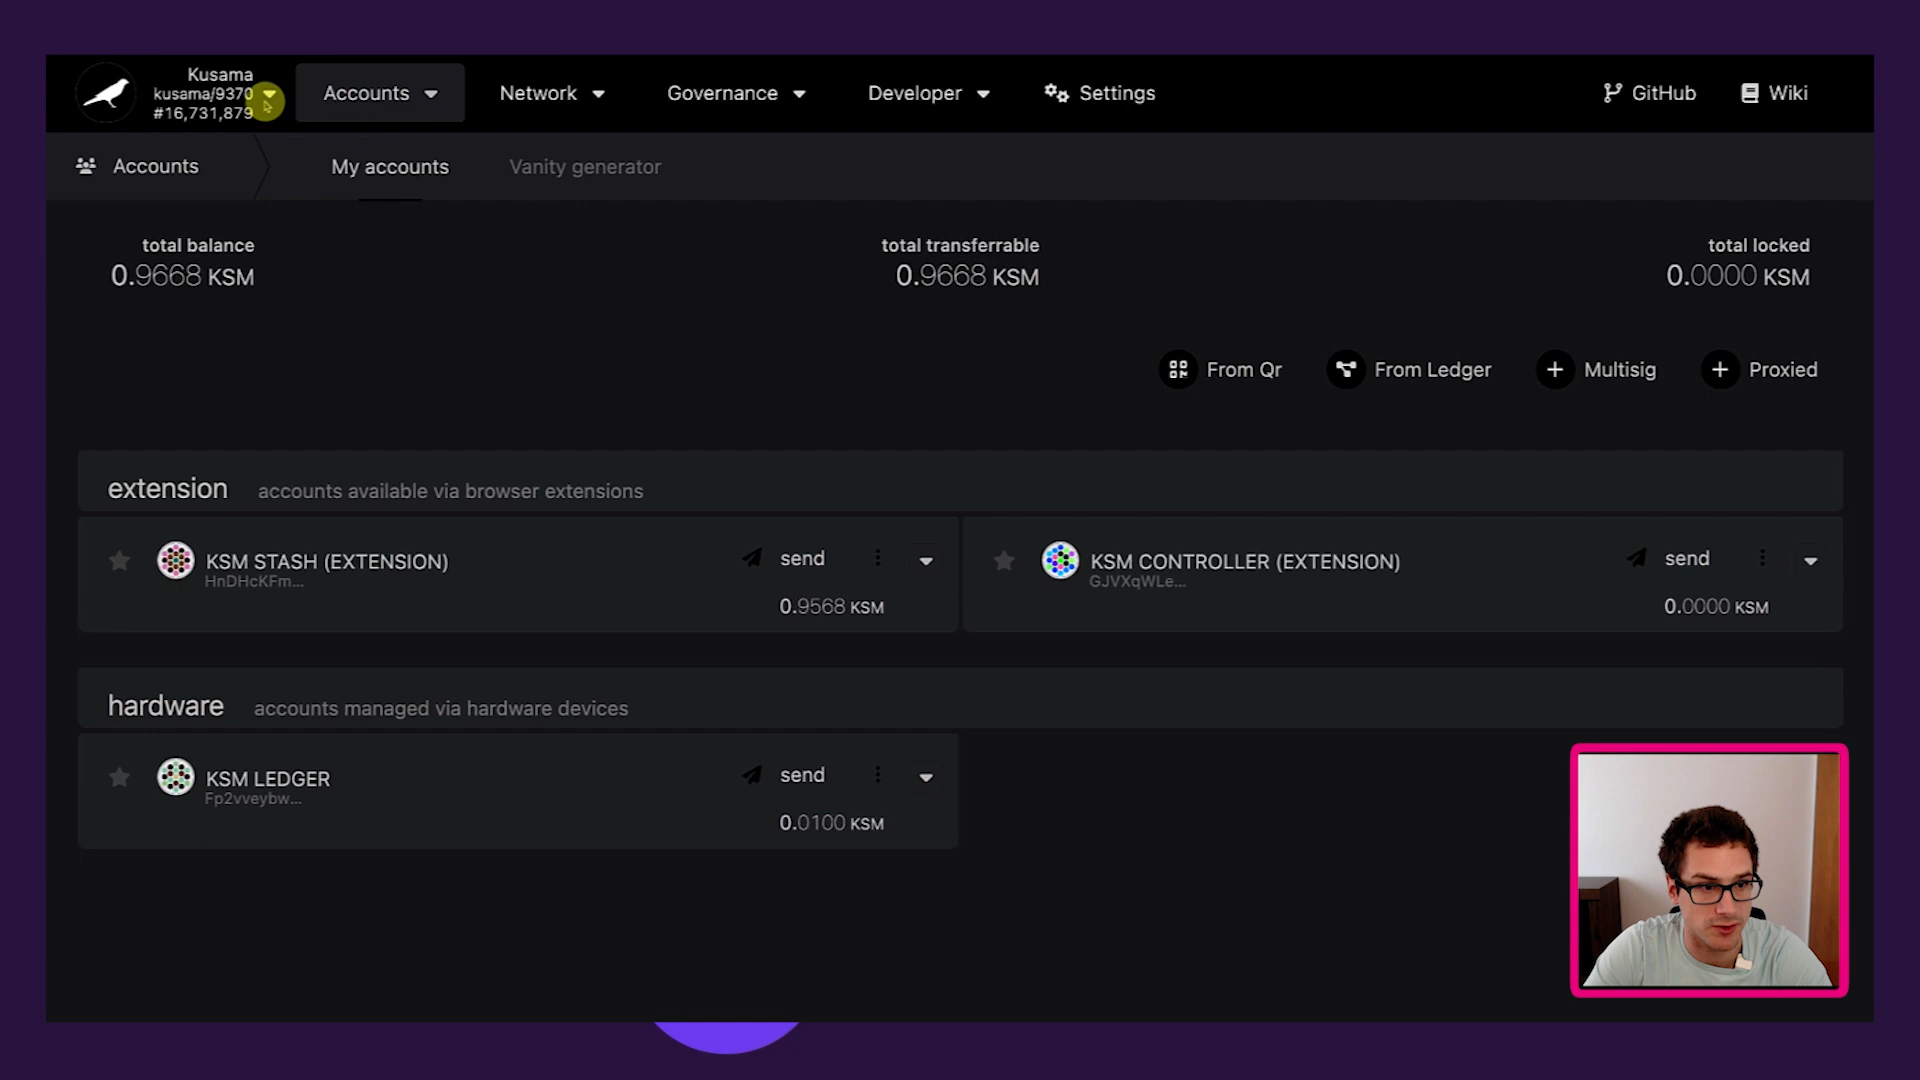 Kusama
kusama/9370
#16,731,879
Accounts
Network
Governance
Developer
Settings
GitHub
Wiki
Accounts
My accounts
Vanity generator
total balance
0.9668 KSM
total transferrable
0.9668 KSM
total locked
0.0000 KSM
From Qr
From Ledger
Multisig
Proxied
extension accounts available via browser extensions
KSM STASH (EXTENSION)
HnDHcKFm...
send
0.9568 KSM
KSM CONTROLLER (EXTENSION)
GJVXqWLe...
send
0.0000 KSM
hardware accounts managed via hardware devices
KSM LEDGER
Fp2vveybw...
send
0.0100 KSM